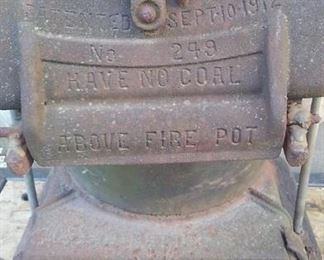 PATENTED SEPT-10-1912
No 249
HAVE NO COAL
ABOVE FIRE POT